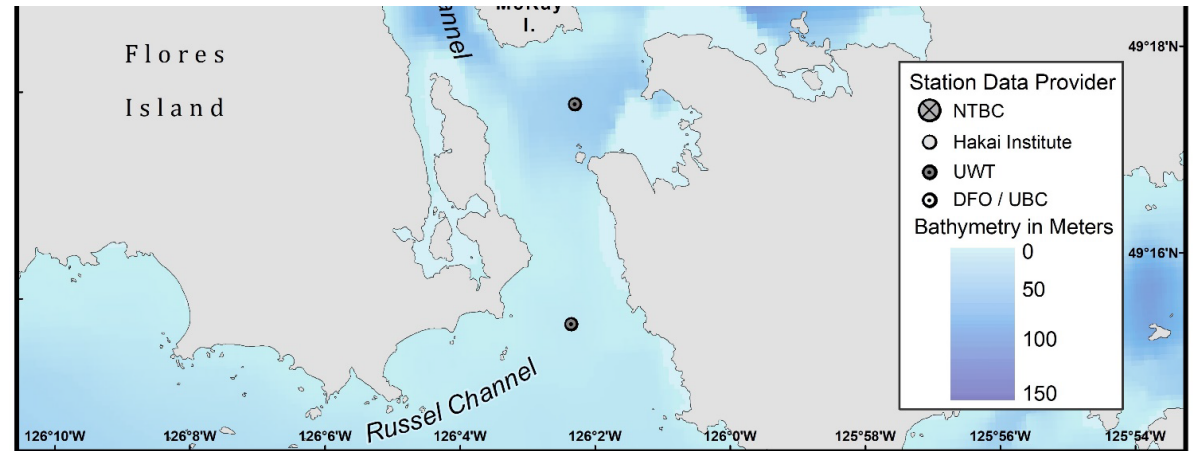 McKay
I.
Flores
Island
annel
49°18'N
Station Data Provider
NTBC
Hakai Institute
UWT
DFO / UBC
Bathymetry in Meters
0
50
100
150
49°16'N
Russel Channel
126°10'W 126°8'W 126°6'W 126°4'W 126°2'W 126°0'W 125°58'W 125°56'W 125°54'W